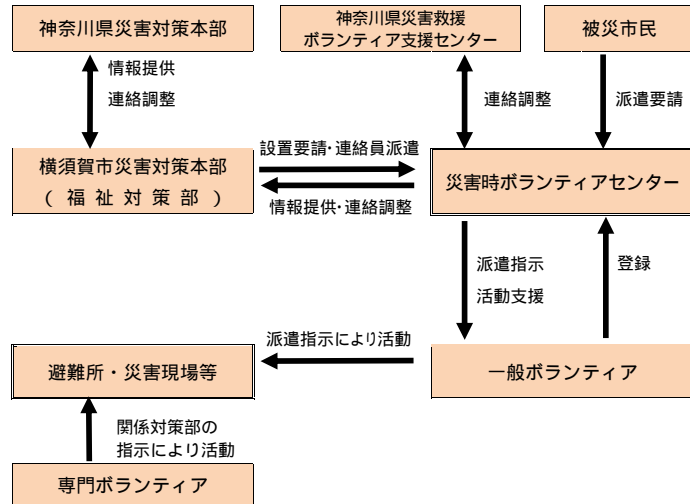 神奈川県災害対策本部
神奈川県災害救援
ボランティア支援センター
被災市民
情報提供
連絡調整
連絡調整
派遣要請
横須賀市災害対策本部
(福祉対策部)
設置要請・連絡員派遣
情報提供・連絡調整
災害時ボランティアセンター
派遣指示
活動支援
登録
避難所・災害現場等
派遣指示により活動
一般ボランティア
関係対策部の
指示により活動
専門ボランティア